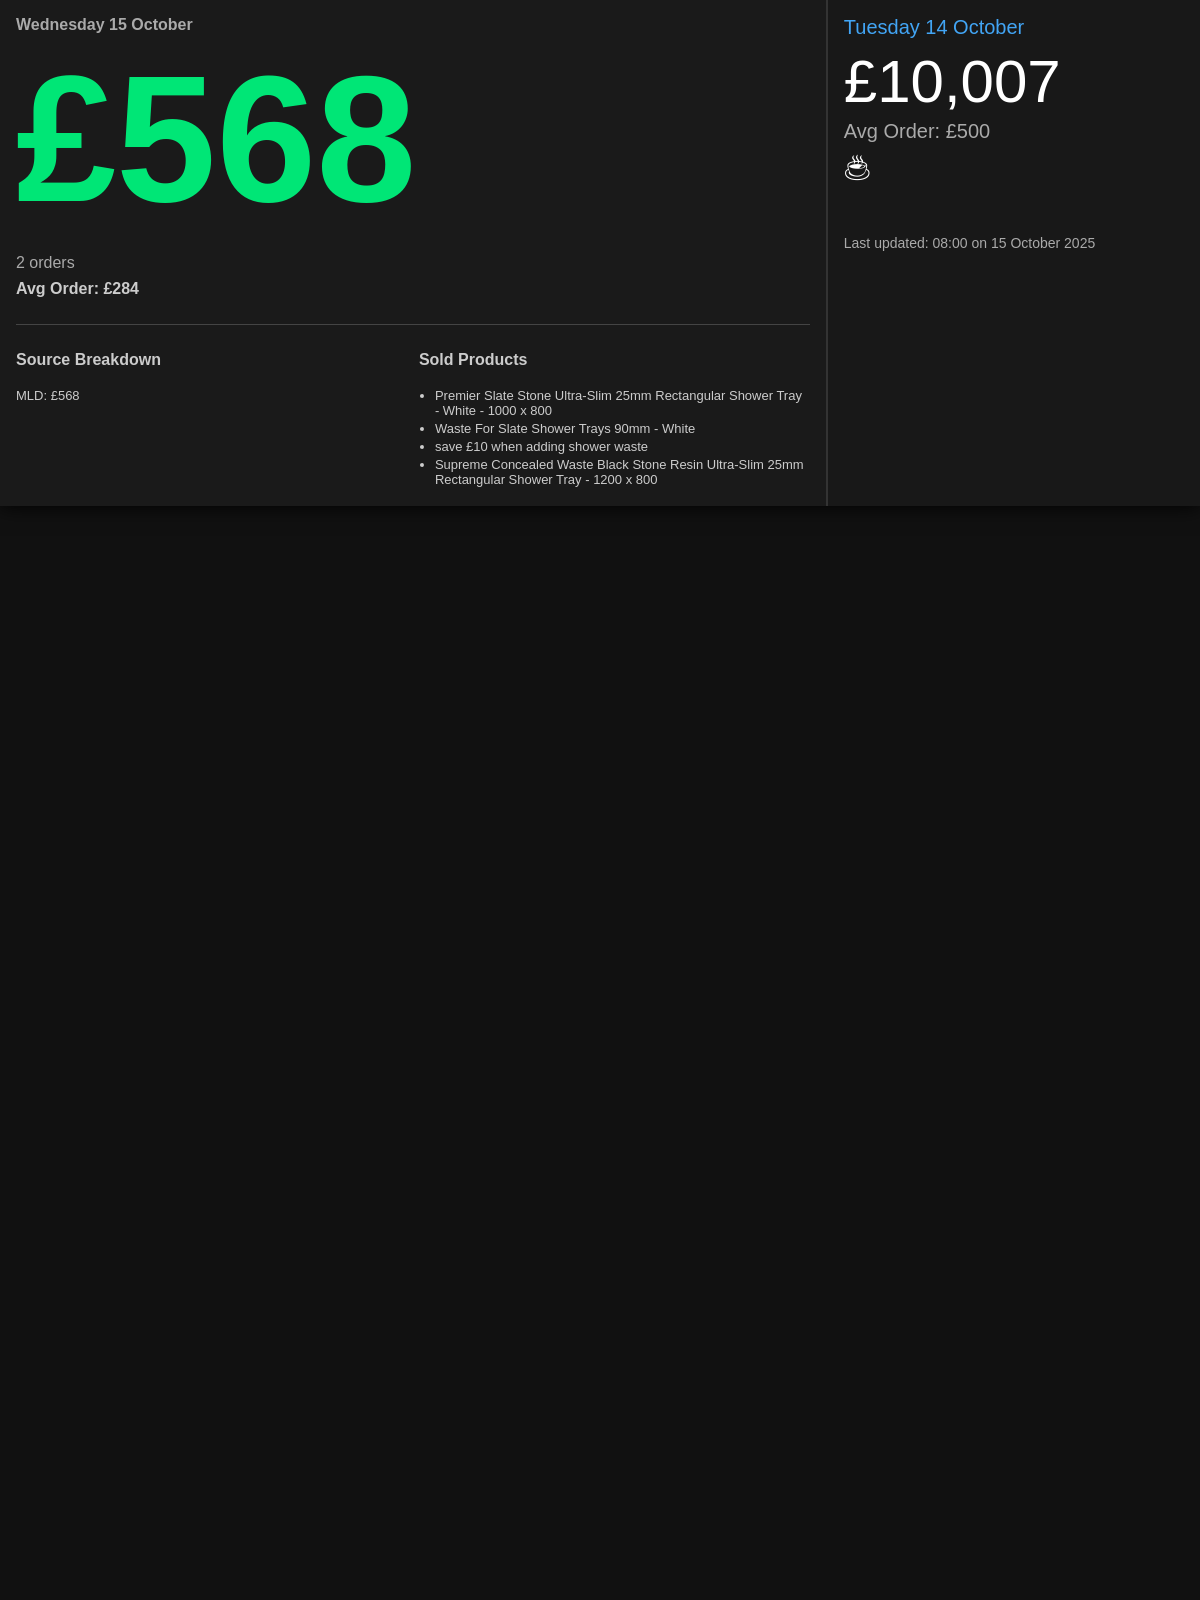 Wednesday 15 October
£568
2 orders
Avg Order: £284
Source Breakdown
MLD: £568
Sold Products
• Premier Slate Stone Ultra-Slim 25mm Rectangular Shower Tray
- White - 1000 x 800
• Waste For Slate Shower Trays 90mm - White
• save £10 when adding shower waste
• Supreme Concealed Waste Black Stone Resin Ultra-Slim 25mm
Rectangular Shower Tray - 1200 x 800
Tuesday 14 October
£10,007
Avg Order: £500
☕
Last updated: 08:00 on 15 October 2025